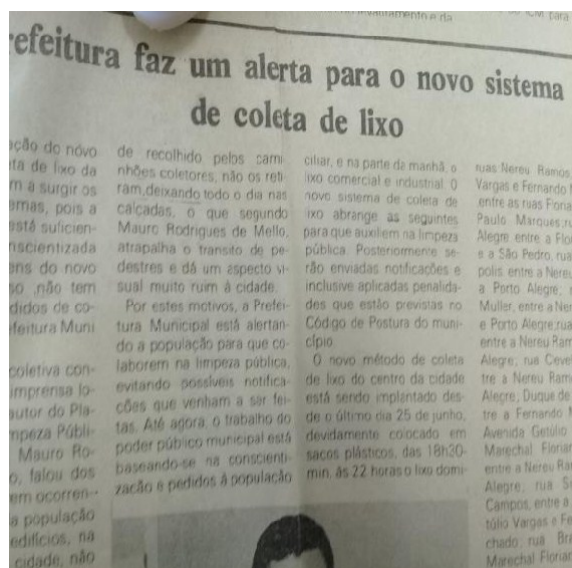 levantamento e da
ICM para
refeitura faz um alerta para o novo sistema
de coleta de lixo
ação do novo
ta de lixo da
m a surgir os
emas, pois a
stá suficien-
nscientizada
ens do novo
so ,não tem
didos de co-
efeitura Muni
coletiva con-
imprensa lo-
autor do Pla-
mpeza Públi-
Mauro Ro-
o, falou dos
em ocorren-
a população
edifícios, na
cidade, não
de recolhido pelos cami-
nhões coletores, não os reti-
ram,deixando todo o dia nas
calçadas, o que segundo
Mauro Rodrigues de Mello,
atrapalha o transito de pe-
destres e dá um aspecto vi-
sual muito ruim à cidade.
Por estes motivos, a Prefei-
tura Municipal está alertan-
do a população para que co-
laborem na limpeza pública,
evitando possíveis notifica-
ções que venham a ser fei-
tas. Até agora, o trabalho do
poder público municipal está
baseando-se na conscienti-
zacão e pedidos à população
ciliar, e na parte da manhã, o
lixo comercial e industrial O
novo sistema de coleta de
lixo abrange as seguintes
para que auxiliem na limpeza
pública. Posteriormente se-
rão enviadas notificações e
inclusive aplicadas penalida-
des que estão previstas no
Código de Postura do muni-
cípio.
O novo método de coleta
de lixo do centro da cidade
está sendo implantado des-
de o último dia 25 de junho,
devidamente colocado em
sacos plásticos, das 18h30-
min. às 22 horas o lixo domi-
ruas Nereu Ramos,
Vargas e Fernando
,entre as ruas Floria
Paulo Marques;ru
Alegre entre a Flor
e a São Pedro, rua
polis entre a Nereu
a Porto Alegre;
Muller, entre a Ner
e Porto Alegre;rua
entre a Nereu Ram
Alegre; rua Ceve
tre a Nereu Ram
Alegre; Duque de
tre a Fernando
Avenida Getúlio
Marechal Florian
entre a Nereu Ram
Alegre; rua S
Campos, entre a
túlio Vargas e Fe
chado; rua Bra
Marechal Florian